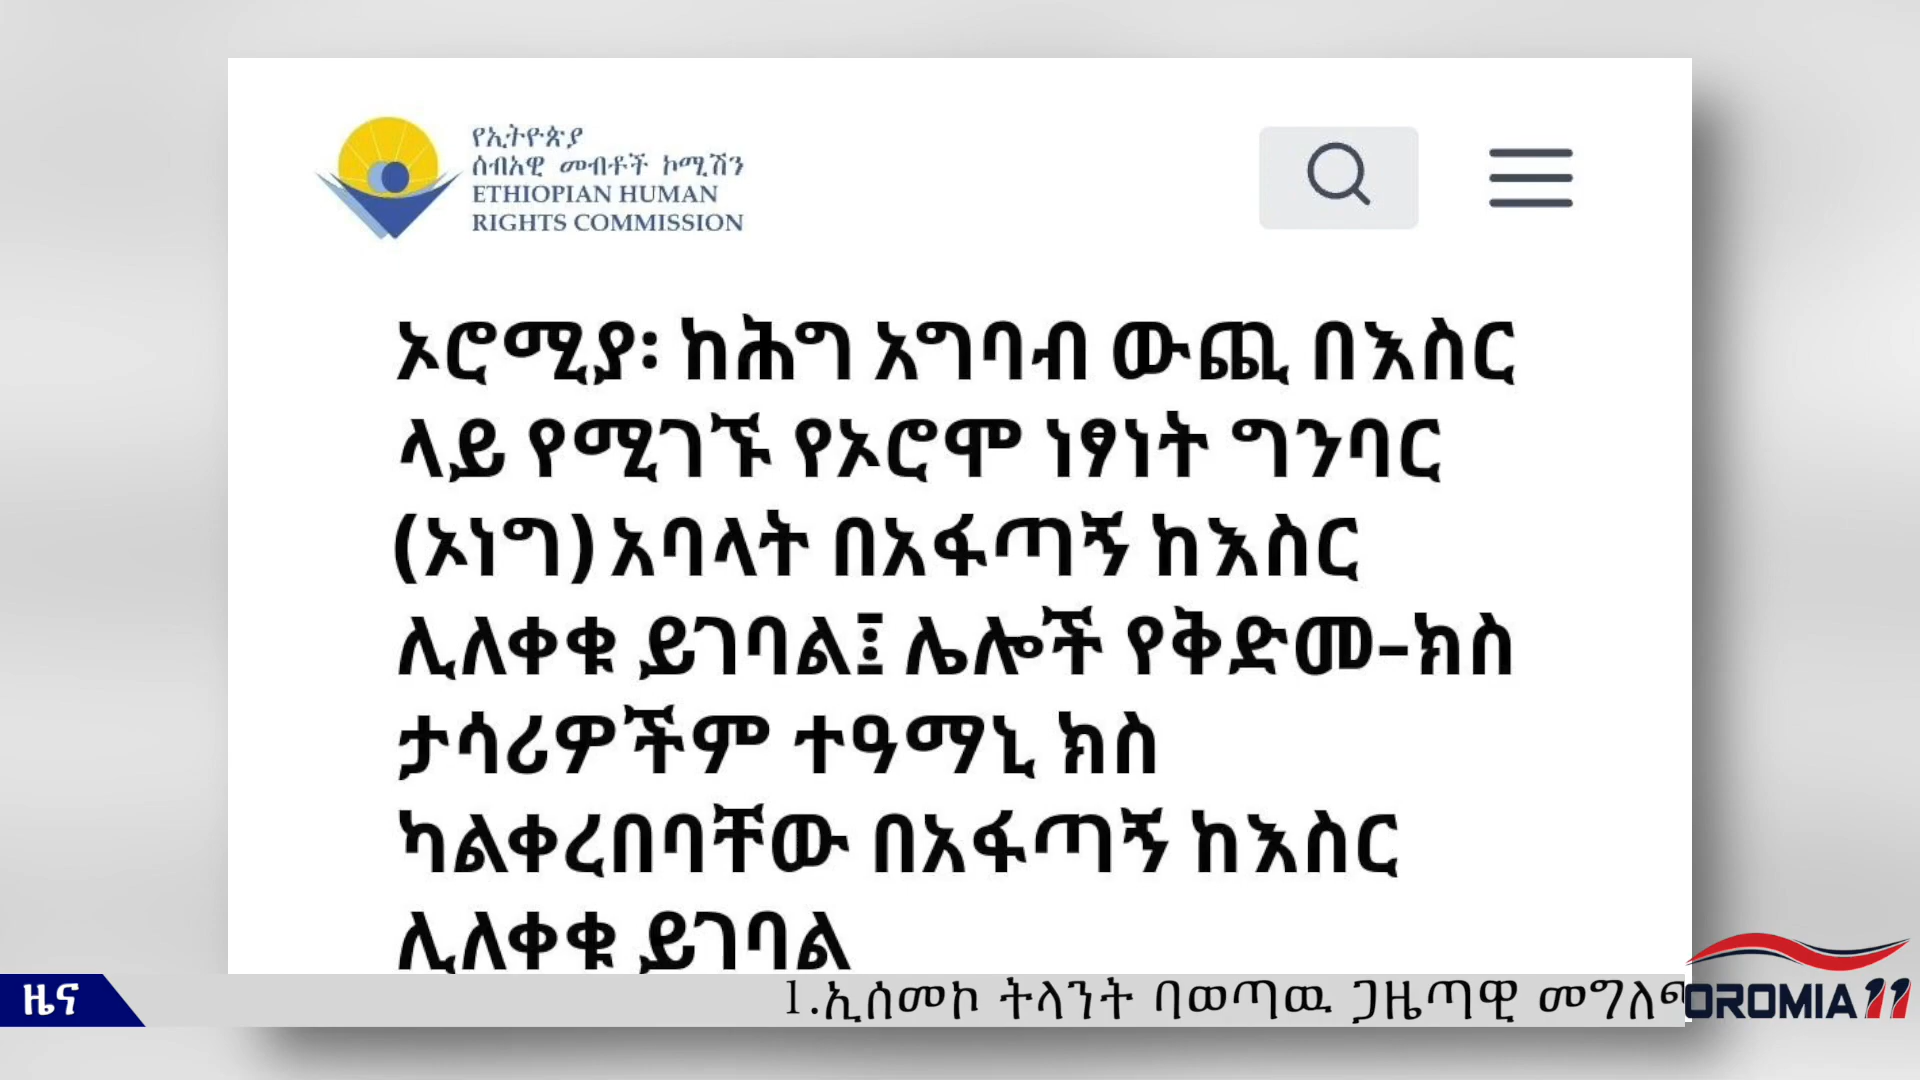 የኢትዮጵያ
ሰብአዊ መብቶች ኮሚሽን
ETHIOPIAN HUMAN
RIGHTS COMMISSION
ኦሮሚያ፡ ከሕግ አግባብ ውጪ በእስር
ላይ የሚገኙ የኦሮሞ ነፃነት ግንባር
(ኦነግ) አባላት በአፋጣኝ ከእስር
ሊለቀቁ ይገባል፤ ሌሎች የቅድመ-ክስ
ታሳሪዎችም ተዓማኒ ክስ
ካልቀረበባቸው በአፋጣኝ ከእስር
ሊለቀቁ ይገባል
ዜና
1.ኢሰመኮ ትላንት ባወጣዉ ጋዜጣዊ
OROMIA 11